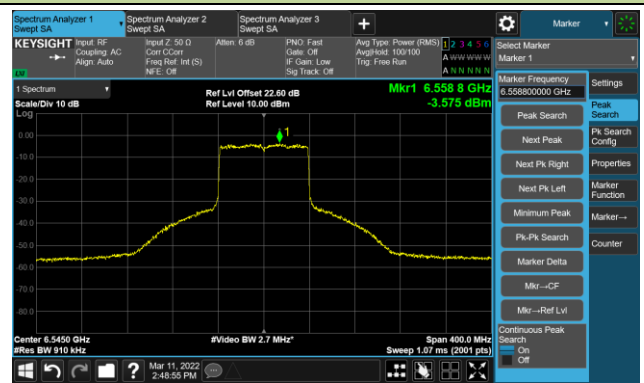 Spectrum Analyzer 1
Swept SA
Spectrum Analyzer 2
Swept SA
Spectrum Analyzer 3
Swept SA
Marker
KEYSIGHT
Input: RF
Coupling: AC
Align: Auto
Input Z: 50 Ω
Corr CCorr
Freq Ref: Int (S)
NFE: Off
Atten: 6 dB
PNO: Fast
Gate: Off
IF Gain: Low
Sig Track: Off
Avg Type: Power (RMS)
Avg|Hold: 100/100
Trig: Free Run
1 2 3 4 5 6
A W W W W W
A N N N N N
LU
Select Marker
Marker 1
1 Spectrum
Scale/Div 10 dB
Log
Ref Lvl Offset 22.60 dB
Ref Level 10.00 dBm
Mkr1 6.558 8 GHz
-3.575 dBm
0.00
-10.0
-20.0
-30.0
-40.0
-50.0
-60.0
-70.0
-80.0
1
Center 6.5450 GHz
#Res BW 910 kHz
#Video BW 2.7 MHz*
Span 400.0 MHz
Sweep 1.07 ms (2001 pts)
Marker Frequency
6.558800000 GHz
Peak Search
Next Peak
Next Pk Right
Next Pk Left
Minimum Peak
Pk-Pk Search
Marker Delta
Mkr→CF
Mkr→Ref Lvl
Continuous Peak
Search
On
Off
Settings
Peak
Search
Pk Search
Config
Properties
Marker
Function
Marker→
Counter
Mar 11, 2022
2:48:55 PM